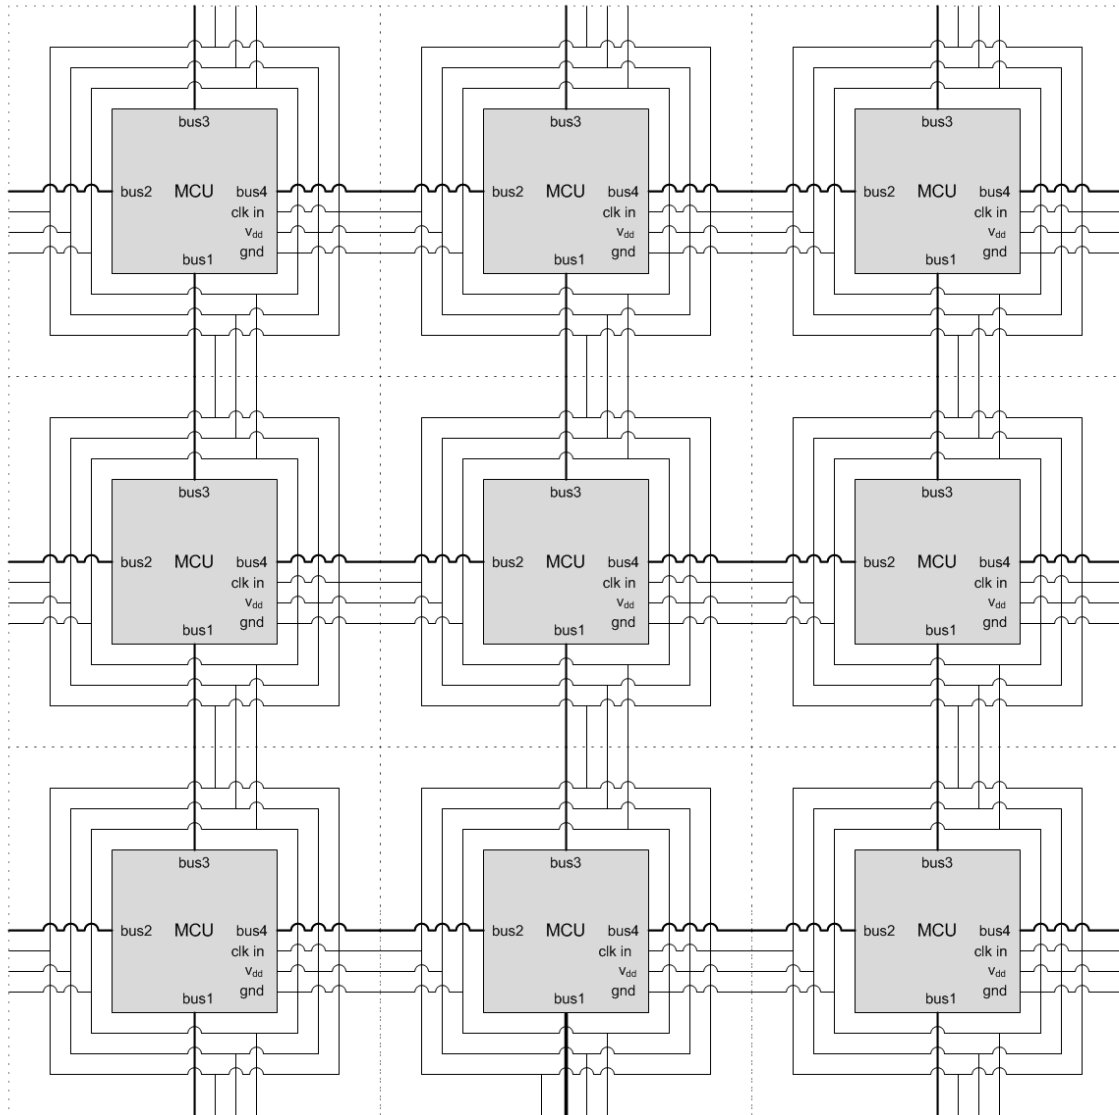 bus3
bus3
bus3
bus2 MCU bus4
bus2 MCU bus4
bus2 MCU bus4
clk in
clk in
clk in
vdd
vdd
vdd
gnd
gnd
gnd
bus1
bus1
bus1
bus3
bus3
bus3
bus2 MCU bus4
bus2 MCU bus4
bus2 MCU bus4
clk in
clk in
clk in
vdd
vdd
vdd
gnd
gnd
gnd
bus1
bus1
bus1
bus3
bus3
bus3
bus2 MCU bus4
bus2 MCU bus4
bus2 MCU bus4
clk in
clk in
clk in
vdd
vdd
vdd
gnd
gnd
gnd
bus1
bus1
bus1